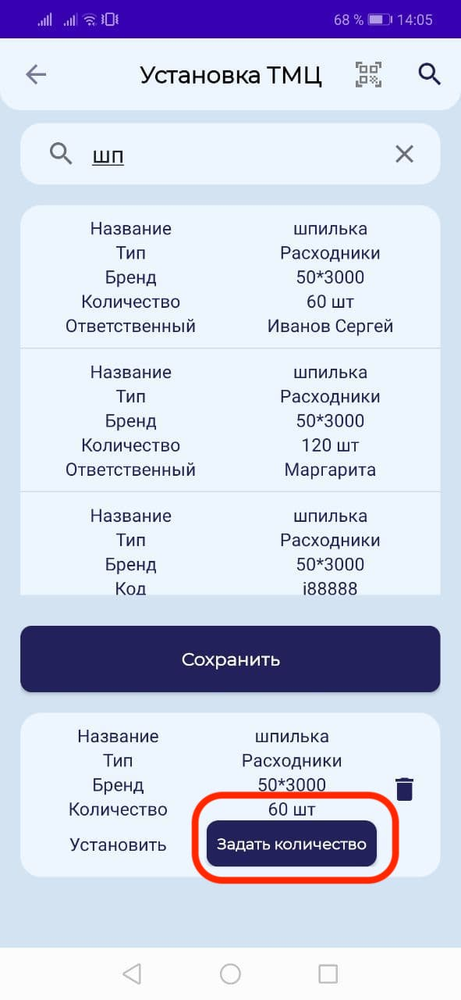 68 % 14:05
Установка ТМЦ
шп
Название шпилька
Тип Расходники
Бренд 50*3000
Количество 60 шт
Ответственный Иванов Сергей
Название шпилька
Тип Расходники
Бренд 50*3000
Количество 120 шт
Ответственный Маргарита
Название шпилька
Тип Расходники
Бренд 50*3000
Код i88888
Сохранить
Название шпилька
Тип Расходники
Бренд 50*3000
Количество 60 шт
Установить Задать количество